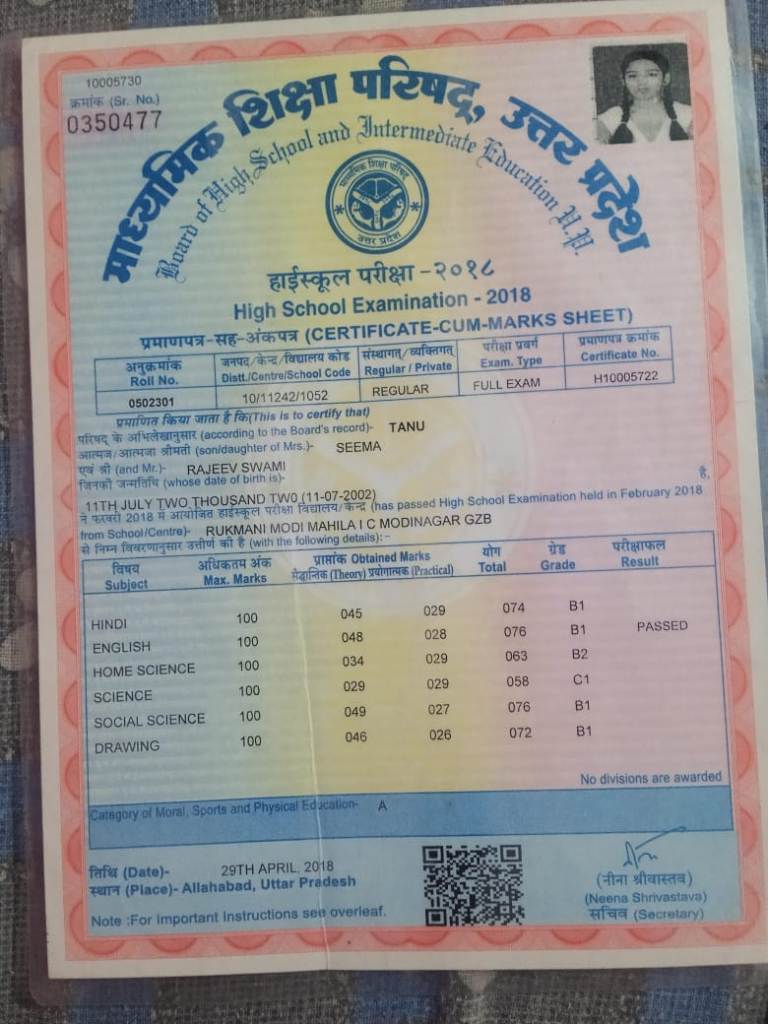 10005730
क्रमांक (Sr. No.)
0350477
माध्यमिक शिक्षा परिषद्, उत्तर प्रदेश
Board of High School and Intermediate Education U.P.
माध्यमिक शिक्षा परिषद्
उत्तर प्रदेश
हाईस्कूल परीक्षा -२०१८
High School Examination - 2018
प्रमाणपत्र-सह-अंकपत्र (CERTIFICATE-CUM-MARKS SHEET)
अनुक्रमांक जनपद/केन्द्र/विद्यालय कोड संस्थागत्/व्यक्तिगत् परीक्षा प्रवर्ग प्रमाणपत्र क्रमांक
Roll No. Distt./Centre/School Code Regular / Private Exam. Type Certificate No.
0502301 10/11242/1052 REGULAR FULL EXAM H10005722
प्रमाणित किया जाता है कि(This is to certify that)
परिषद् के अभिलेखानुसार (according to the Board's record)- TANU
आत्मज/आत्मजा श्रीमती (son/daughter of Mrs.)- SEEMA
एवं श्री (and Mr.)- RAJEEV SWAMI
जिनकी जन्मतिथि (whose date of birth is)-
11TH JULY TWO THOUSAND TW0 (11-07-2002) है,
ने फरवरी 2018 में आयोजित हाईस्कूल परीक्षा विद्यालय/केन्द्र (has passed High School Examination held in February 2018
from School/Centre)- RUKMANI MODI MAHILA I C MODINAGAR GZB
से निम्न विवरणानुसार उत्तीर्ण की है (with the following details):-
विषय अधिकतम अंक प्राप्तांक Obtained Marks योग ग्रेड परीक्षाफल
Subject Max. Marks सैद्धान्तिक (Theory) प्रयोगात्मक (Practical) Total Grade Result
HINDI 100 045 029 074 B1 PASSED
ENGLISH 100 048 028 076 B1
HOME SCIENCE 100 034 029 063 B2
SCIENCE 100 029 029 058 C1
SOCIAL SCIENCE 100 049 027 076 B1
DRAWING 100 046 026 072 B1
No divisions are awarded
Category of Moral, Sports and Physical Education- A
तिथि (Date)- 29TH APRIL, 2018
स्थान (Place)- Allahabad, Uttar Pradesh
(नीना श्रीवास्तव)
(Neena Shrivastava)
सचिव (Secretary)
Note :For Important Instructions see overleaf.